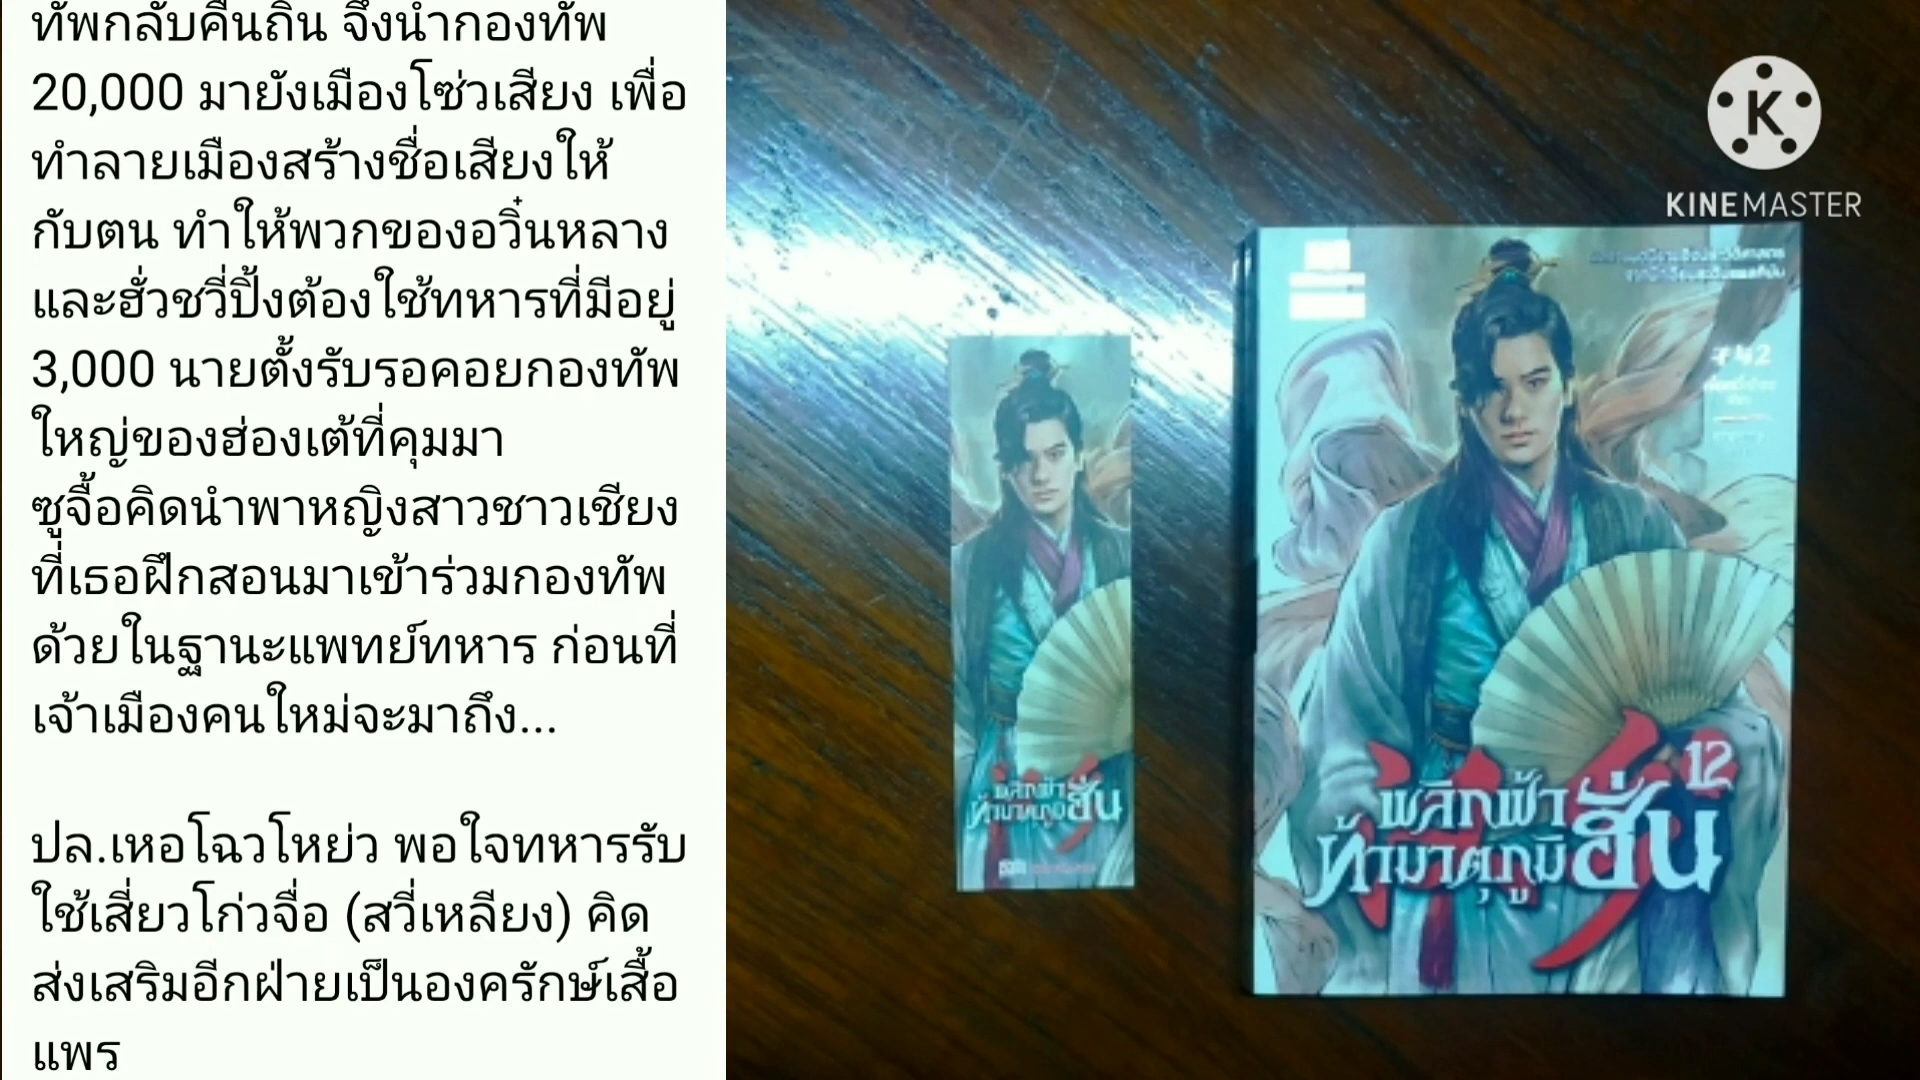 ทัพกลับคืนถิ่น จึงนำกองทัพ
20,000 มายังเมืองโซ่วเสียง เพื่อ
ทำลายเมืองสร้างชื่อเสียงให้
กับตน ทำให้พวกของอวิ๋นหลาง
และฮั่วชวี่ปิ้งต้องใช้ทหารที่มีอยู่
3,000 นายตั้งรับรอคอยกองทัพ
ใหญ่ของฮ่องเต้ที่คุมมา
ซูจื้อคิดนำพาหญิงสาวชาวเชียง
ที่เธอฝึกสอนมาเข้าร่วมกองทัพ
ด้วยในฐานะแพทย์ทหาร ก่อนที่
เจ้าเมืองคนใหม่จะมาถึง...
ปล.เหอโฉวโหย่ว พอใจทหารรับ
ใช้เสี่ยวโก่วจื่อ (สวี่เหลียง) คิด
ส่งเสริมอีกฝ่ายเป็นองครักษ์เสื้อ
แพร
K
KINEMASTER
พลิกฟ้า
ท้ามาตุภูมิฮั่น
12
พลิกฟ้า
ท้ามาตุภูมิฮั่น